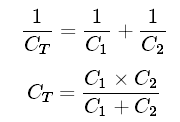 1/C_T = 1/C_1 + 1/C_2
C_T = (C_1 × C_2)/(C_1 + C_2)